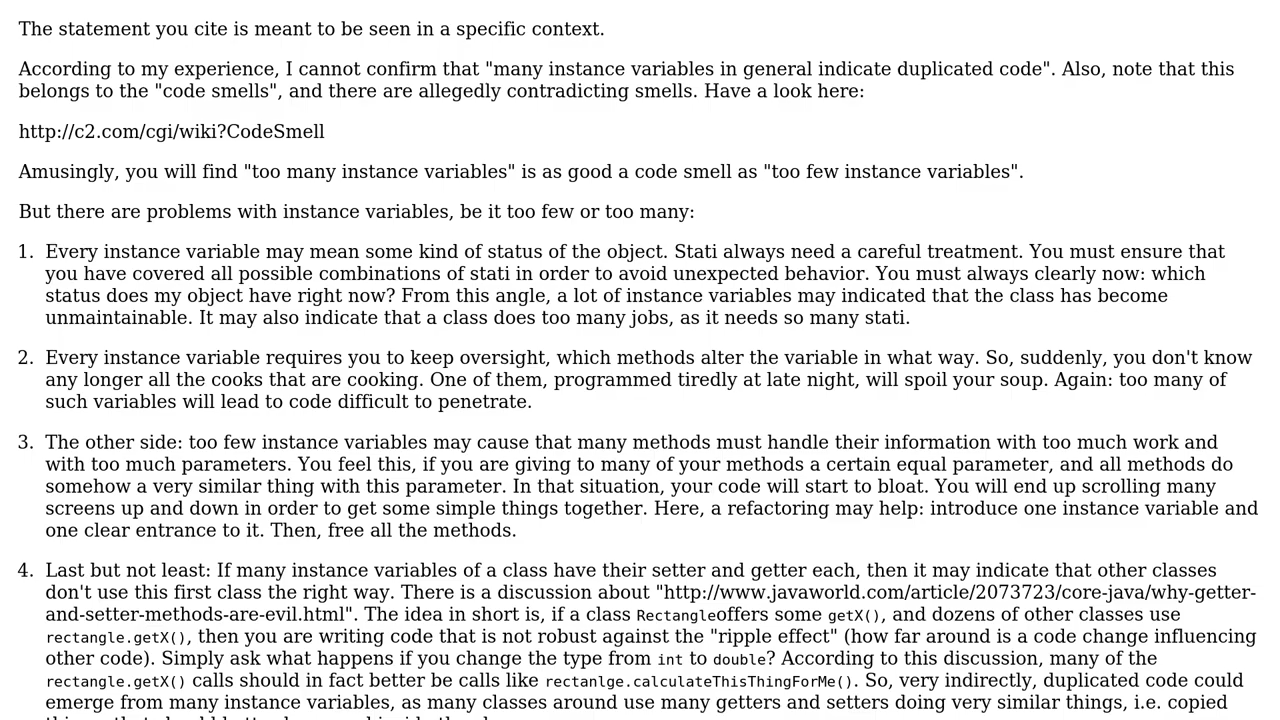 The statement you cite is meant to be seen in a specific context.
According to my experience, I cannot confirm that "many instance variables in general indicate duplicated code". Also, note that this
belongs to the "code smells", and there are allegedly contradicting smells. Have a look here:
http://c2.com/cgi/wiki?CodeSmell
Amusingly, you will find "too many instance variables" is as good a code smell as "too few instance variables".
But there are problems with instance variables, be it too few or too many:
1. Every instance variable may mean some kind of status of the object. Stati always need a careful treatment. You must ensure that
you have covered all possible combinations of stati in order to avoid unexpected behavior. You must always clearly now: which
status does my object have right now? From this angle, a lot of instance variables may indicated that the class has become
unmaintainable. It may also indicate that a class does too many jobs, as it needs so many stati.
2. Every instance variable requires you to keep oversight, which methods alter the variable in what way. So, suddenly, you don't know
any longer all the cooks that are cooking. One of them, programmed tiredly at late night, will spoil your soup. Again: too many of
such variables will lead to code difficult to penetrate.
3. The other side: too few instance variables may cause that many methods must handle their information with too much work and
with too much parameters. You feel this, if you are giving to many of your methods a certain equal parameter, and all methods do
somehow a very similar thing with this parameter. In that situation, your code will start to bloat. You will end up scrolling many
screens up and down in order to get some simple things together. Here, a refactoring may help: introduce one instance variable and
one clear entrance to it. Then, free all the methods.
4. Last but not least: If many instance variables of a class have their setter and getter each, then it may indicate that other classes
don't use this first class the right way. There is a discussion about "http://www.javaworld.com/article/2073723/core-java/why-getter-
and-setter-methods-are-evil.html". The idea in short is, if a class Rectangleoffers some getX(), and dozens of other classes use
rectangle.getX(), then you are writing code that is not robust against the "ripple effect" (how far around is a code change influencing
other code). Simply ask what happens if you change the type from int to double? According to this discussion, many of the
rectangle.getX() calls should in fact better be calls like rectanlge.calculateThisThingForMe(). So, very indirectly, duplicated code could
emerge from many instance variables, as many classes around use many getters and setters doing very similar things, i.e. copied